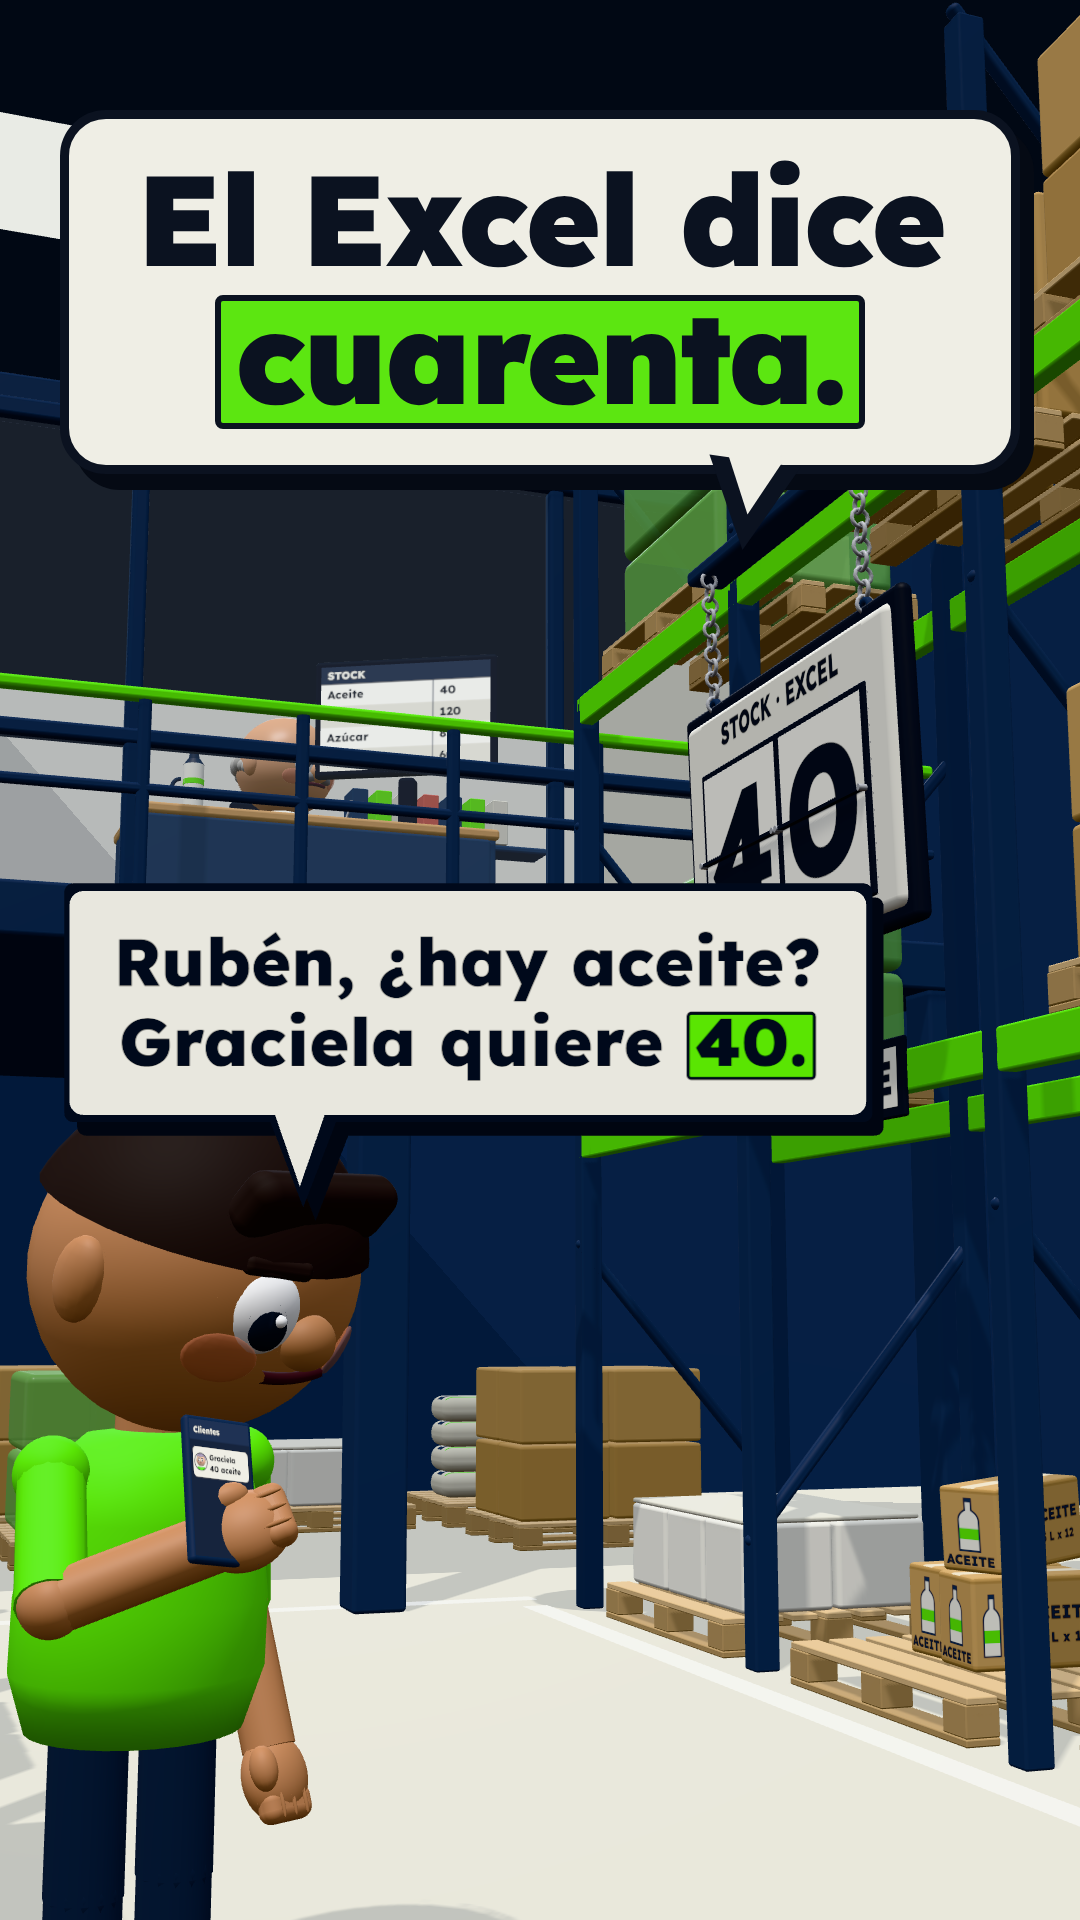 El Excel dice
cuarenta.
STOCK
Aceite 40
120
Azúcar
STOCK · EXCEL
40
Rubén, ¿hay aceite?
Graciela quiere 40.
Clientes
Graciela
40 aceite
ACEITE
ACEITE
L x 12
ACEITE